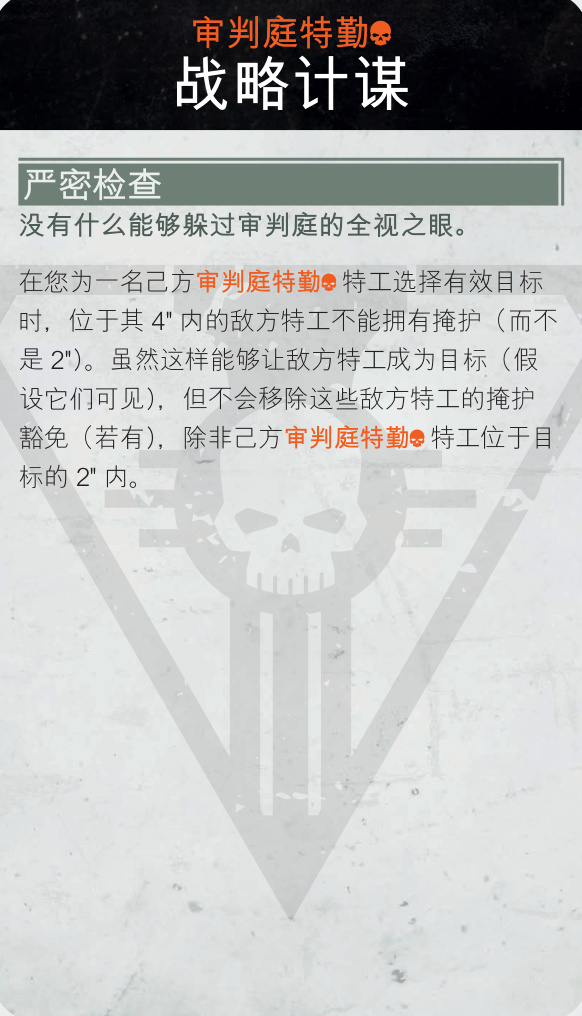 审判庭特勤
战略计谋
严密检查
没有什么能够躲过审判庭的全视之眼。
在您为一名己方审判庭特勤 特工选择有效目标
时，位于其 4" 内的敌方特工不能拥有掩护（而不
是 2"）。虽然这样能够让敌方特工成为目标（假
设它们可见），但不会移除这些敌方特工的掩护
豁免（若有），除非己方审判庭特勤 特工位于目
标的 2" 内。